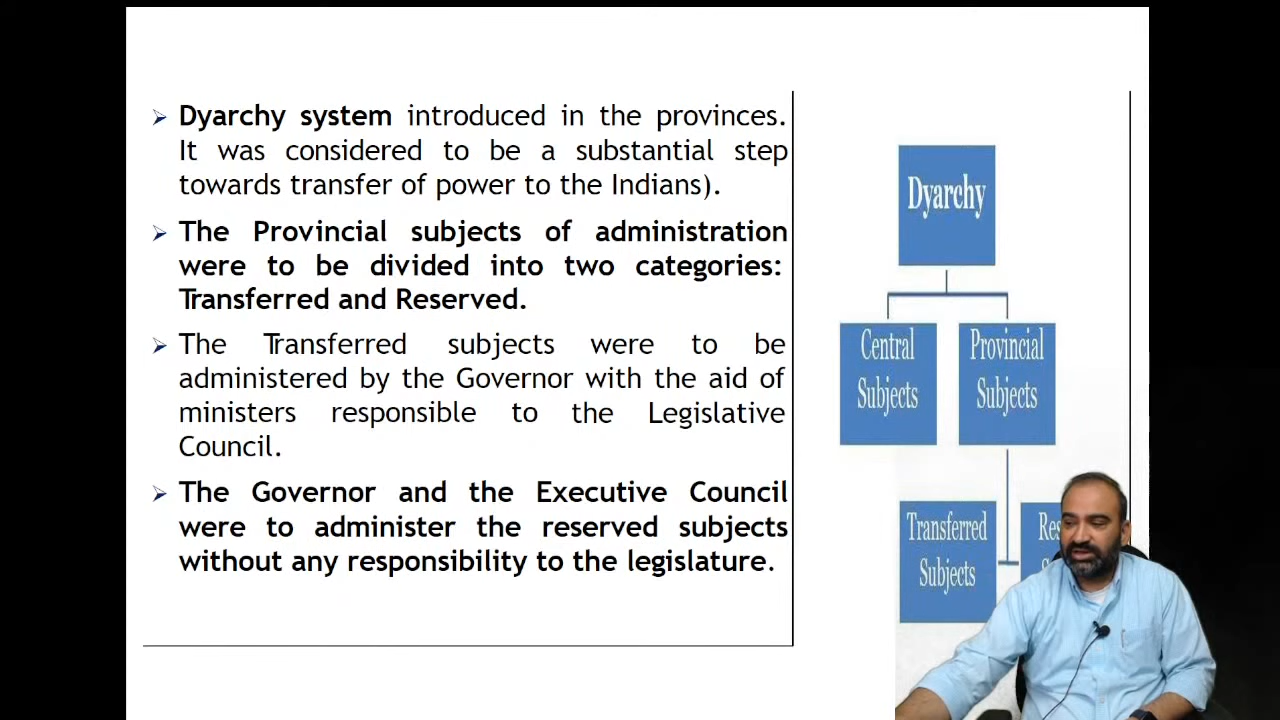 Dyarchy system introduced in the provinces.
It was considered to be a substantial step
towards transfer of power to the Indians).
The Provincial subjects of administration
were to be divided into two categories:
Transferred and Reserved.
The Transferred subjects were to be
administered by the Governor with the aid of
ministers responsible to the Legislative
Council.
The Governor and the Executive Council
were to administer the reserved subjects
without any responsibility to the legislature.
Dyarchy
Central
Subjects
Provincial
Subjects
Transferred
Subjects